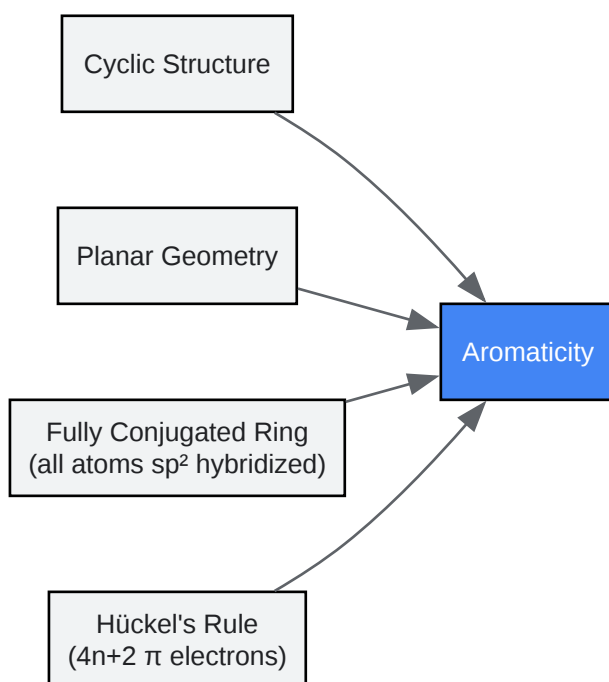 Cyclic Structure
Planar Geometry
Aromaticity
Fully Conjugated Ring
(all atoms sp² hybridized)
Hückel's Rule
(4n+2 π electrons)